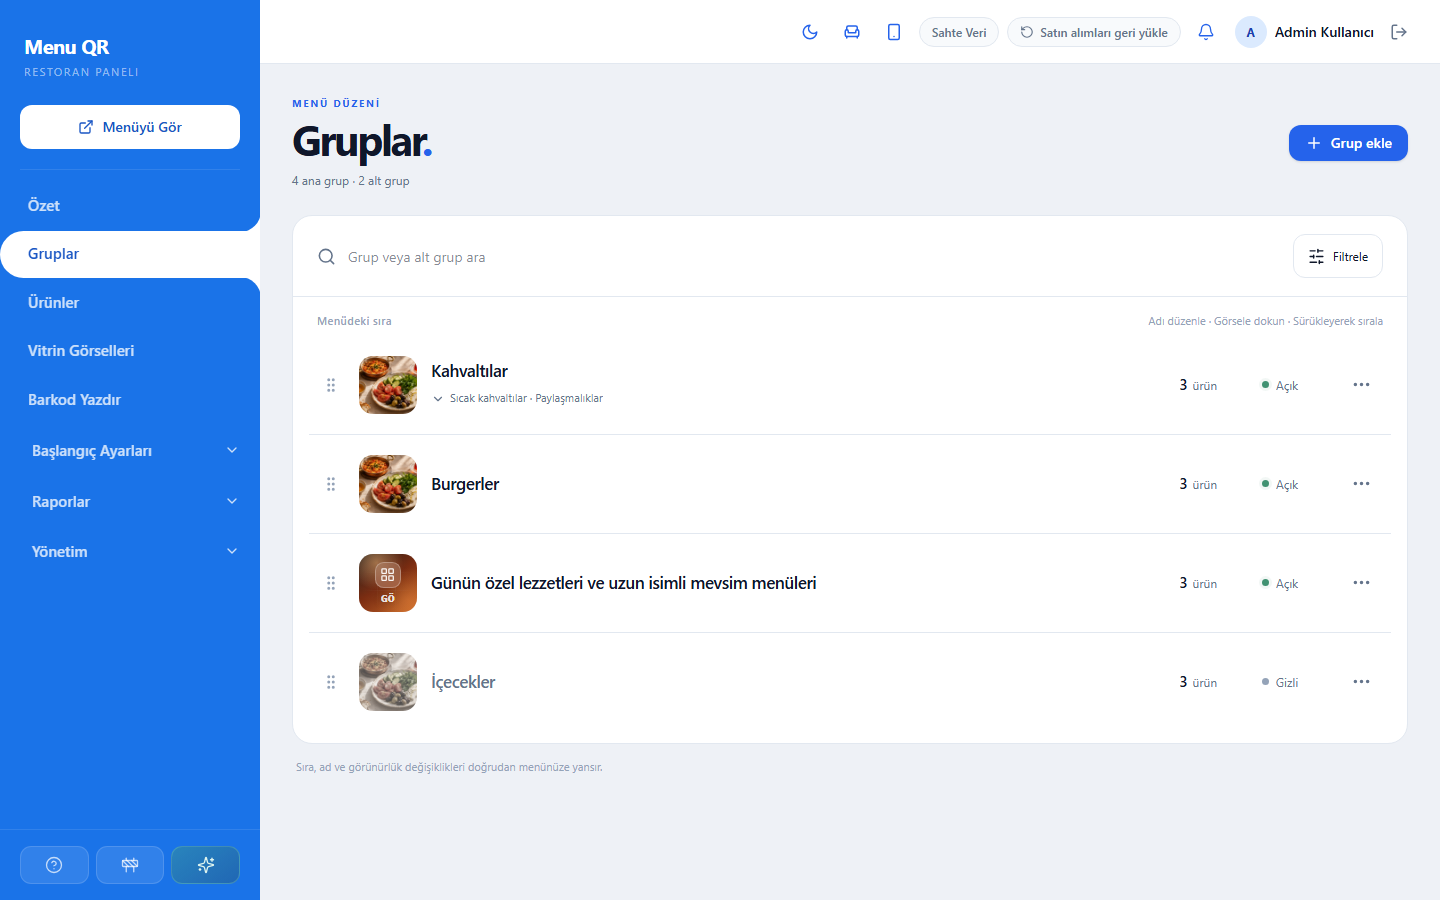 Menu QR
RESTORAN PANELİ
Menüyü Gör
Özet
Gruplar
Ürünler
Vitrin Görselleri
Barkod Yazdır
Başlangıç Ayarları
Raporlar
Yönetim
Sahte Veri
Satın alımları geri yükle
A
Admin Kullanıcı
MENÜ DÜZENİ
Gruplar.
4 ana grup · 2 alt grup
Grup ekle
Grup veya alt grup ara
Filtrele
Menüdeki sıra
Adı düzenle · Görsele dokun · Sürükleyerek sırala
Kahvaltılar
Sıcak kahvaltılar · Paylaşmalıklar
3 ürün
Açık
Burgerler
3 ürün
Açık
GÖ
Günün özel lezzetleri ve uzun isimli mevsim menüleri
3 ürün
Açık
İçecekler
3 ürün
Gizli
Sıra, ad ve görünürlük değişiklikleri doğrudan menünüze yansır.